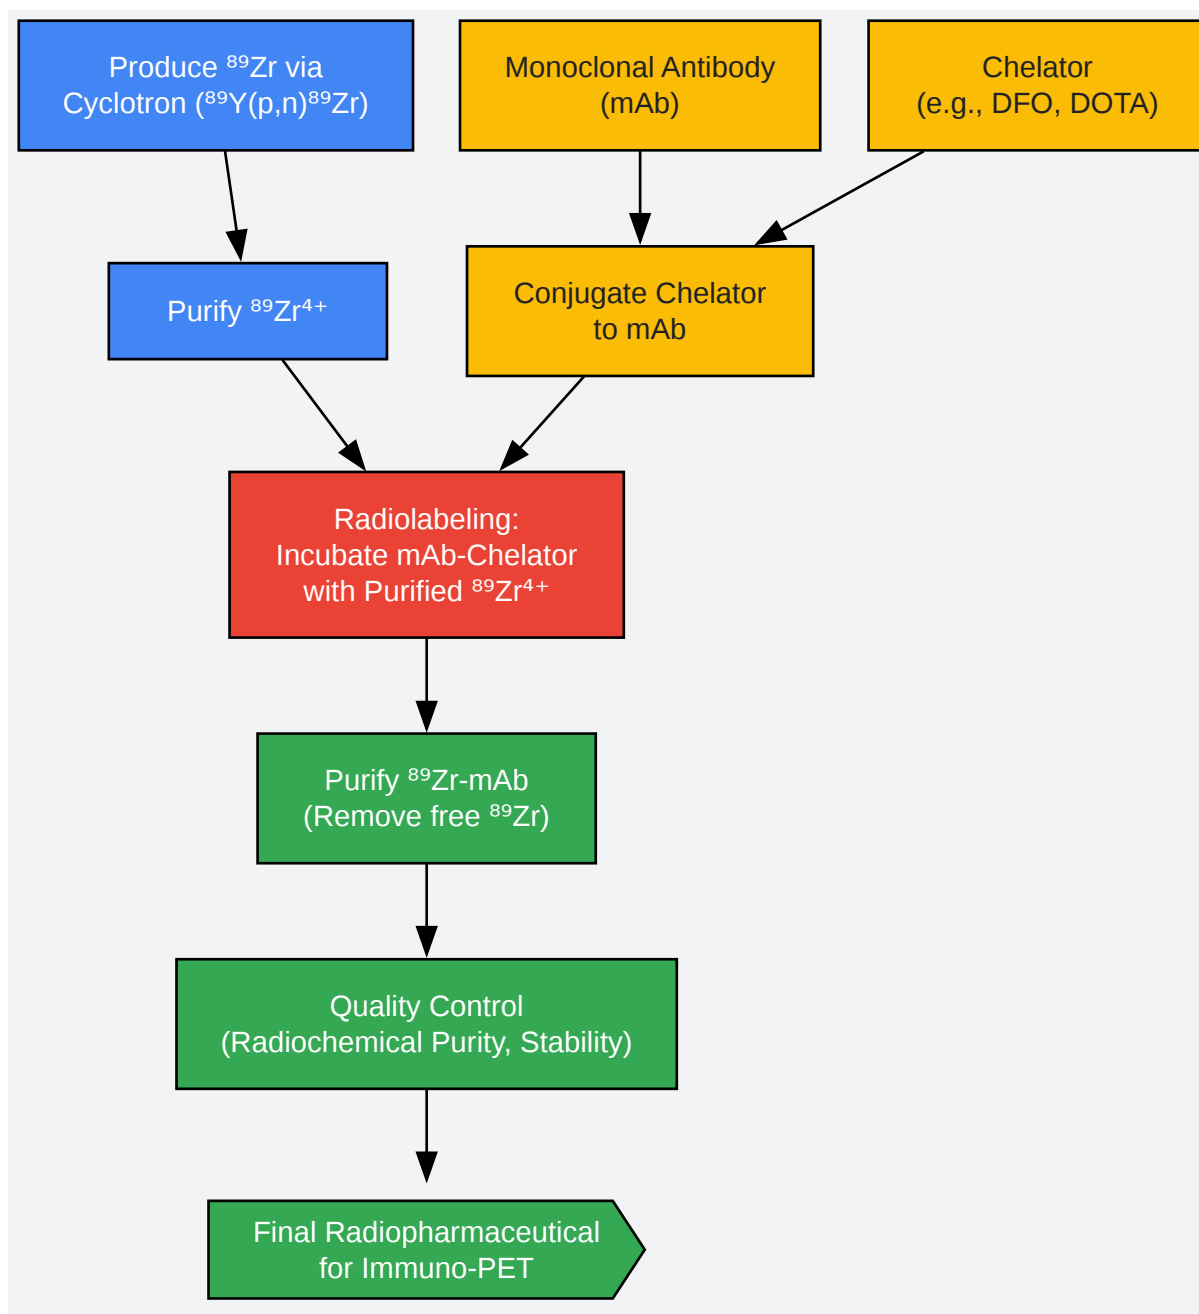 Produce ⁸⁹Zr via
Cyclotron (⁸⁹Y(p,n)⁸⁹Zr)
Monoclonal Antibody
(mAb)
Chelator
(e.g., DFO, DOTA)
Purify ⁸⁹Zr⁴⁺
Conjugate Chelator
to mAb
Radiolabeling:
Incubate mAb-Chelator
with Purified ⁸⁹Zr⁴⁺
Purify ⁸⁹Zr-mAb
(Remove free ⁸⁹Zr)
Quality Control
(Radiochemical Purity, Stability)
Final Radiopharmaceutical
for Immuno-PET